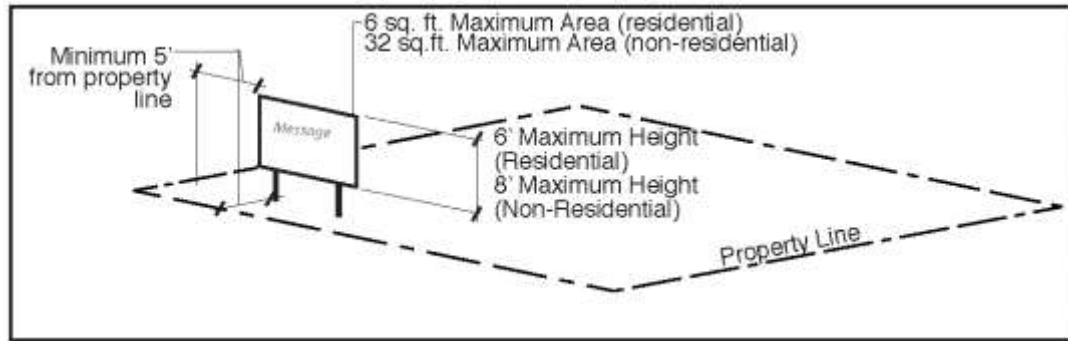 6 sq. ft. Maximum Area (residential)
32 sq.ft. Maximum Area (non-residential)
Minimum 5'
from property
line
Message
6' Maximum Height
(Residential)
8' Maximum Height
(Non-Residential)
Property Line